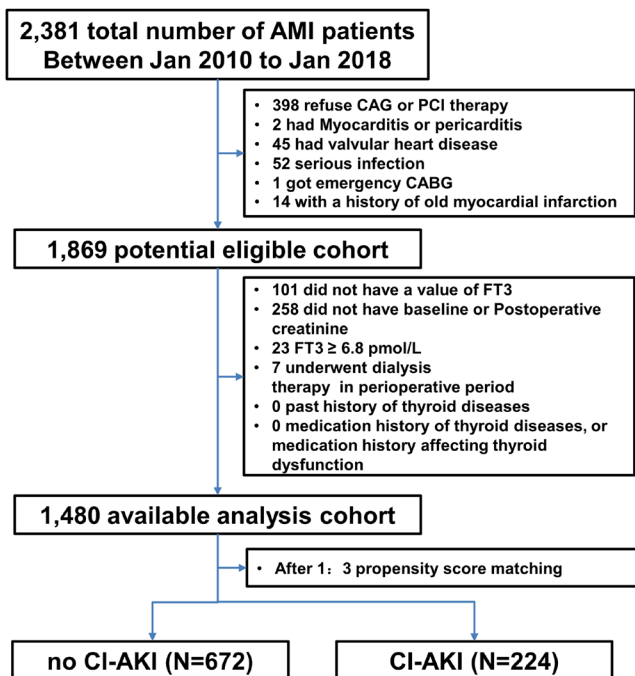 2,381 total number of AMI patients
Between Jan 2010 to Jan 2018
• 398 refuse CAG or PCI therapy
• 2 had Myocarditis or pericarditis
• 45 had valvular heart disease
• 52 serious infection
• 1 got emergency CABG
• 14 with a history of old myocardial infarction
1,869 potential eligible cohort
• 101 did not have a value of FT3
• 258 did not have baseline or Postoperative
creatinine
• 23 FT3 ≥ 6.8 pmol/L
• 7 underwent dialysis
therapy in perioperative period
• 0 past history of thyroid diseases
• 0 medication history of thyroid diseases, or
medication history affecting thyroid
dysfunction
1,480 available analysis cohort
• After 1：3 propensity score matching
no CI-AKI (N=672)
CI-AKI (N=224)